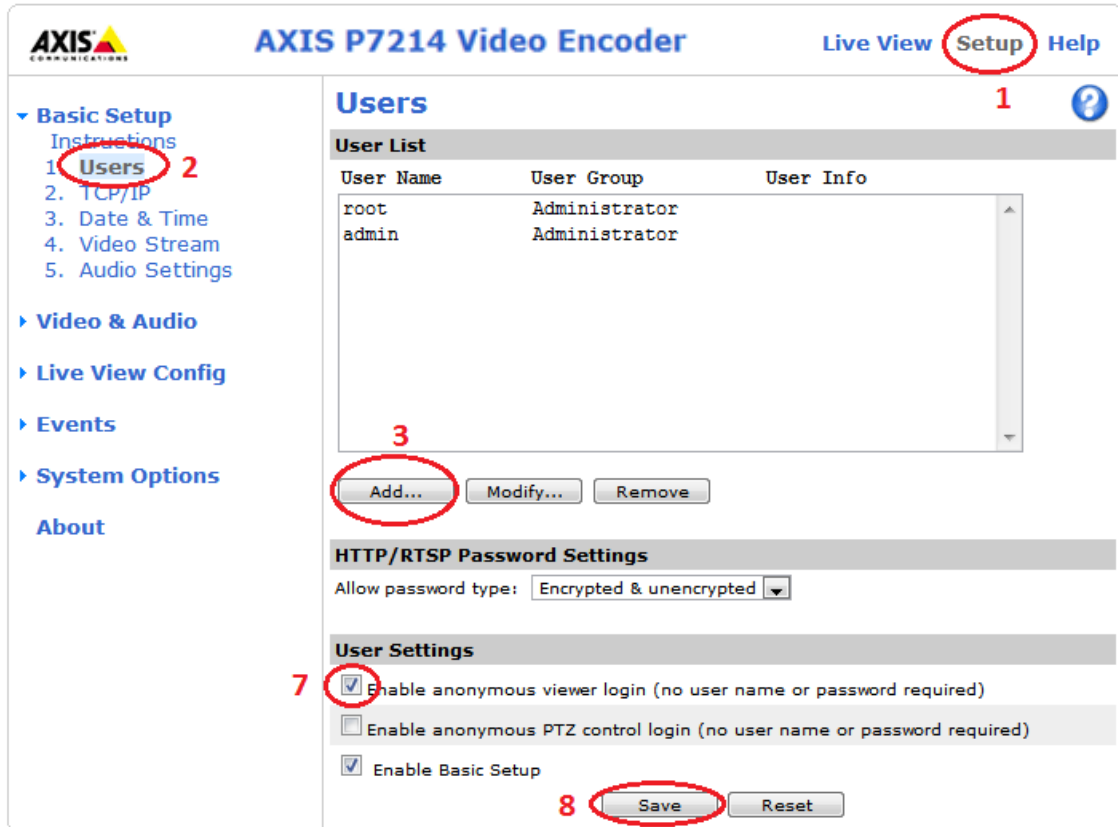 AXIS
COMMUNICATIONS
AXIS P7214 Video Encoder
Live View Setup Help
1
Basic Setup
Instructions
1. Users 2
2. TCP/IP
3. Date & Time
4. Video Stream
5. Audio Settings
Video & Audio
Live View Config
Events
System Options
About
Users
?
User List
User Name User Group User Info
root Administrator
admin Administrator
3
Add... Modify... Remove
HTTP/RTSP Password Settings
Allow password type: Encrypted & unencrypted
User Settings
7 Enable anonymous viewer login (no user name or password required)
Enable anonymous PTZ control login (no user name or password required)
Enable Basic Setup
8 Save Reset